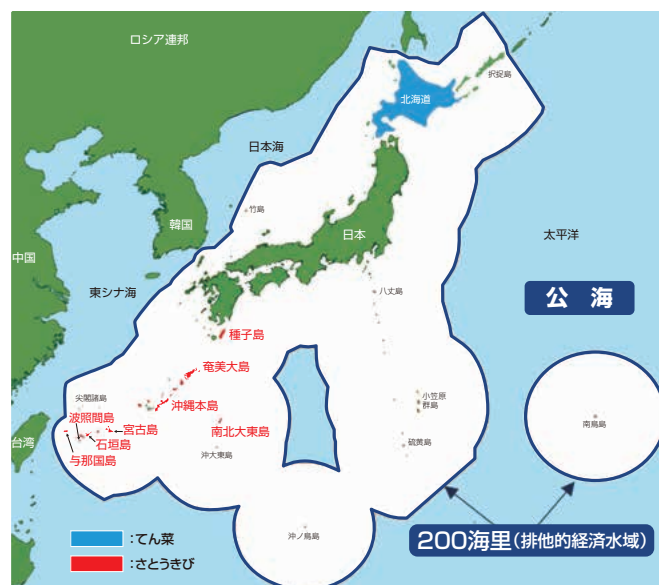 ロシア連邦
択捉島
北海道
日本海
竹島
韓国
日本
太平洋
中国
東シナ海
八丈島
公海
種子島
奄美大島
尖閣諸島
沖縄本島
小笠原
群島
波照間島
宮古島
南北大東島
南鳥島
台湾
石垣島
硫黄島
与那国島
沖大東島
沖ノ鳥島
200海里(排他的経済水域)
:てん菜
:さとうきび